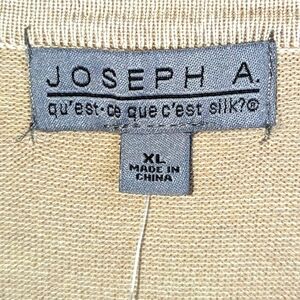 JOSEPH A.
qu'est-ce que c'est silk?®
XL
MADE IN
CHINA